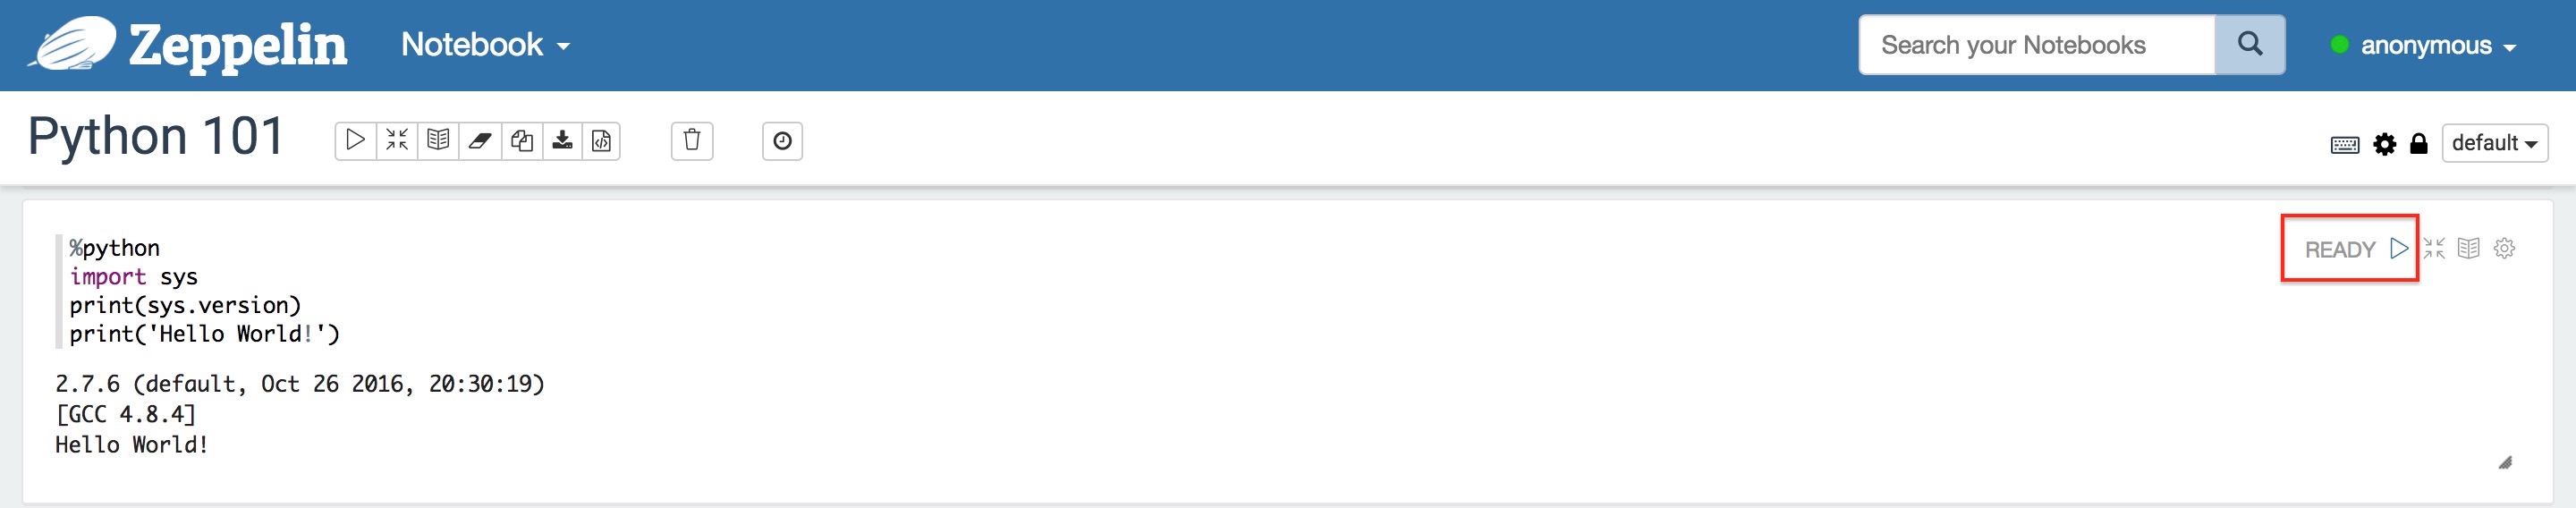 Zeppelin Notebook Search your Notebooks anonymous
Python 101 default
%python READY
import sys
print(sys.version)
print('Hello World!')
2.7.6 (default, Oct 26 2016, 20:30:19)
[GCC 4.8.4]
Hello World!